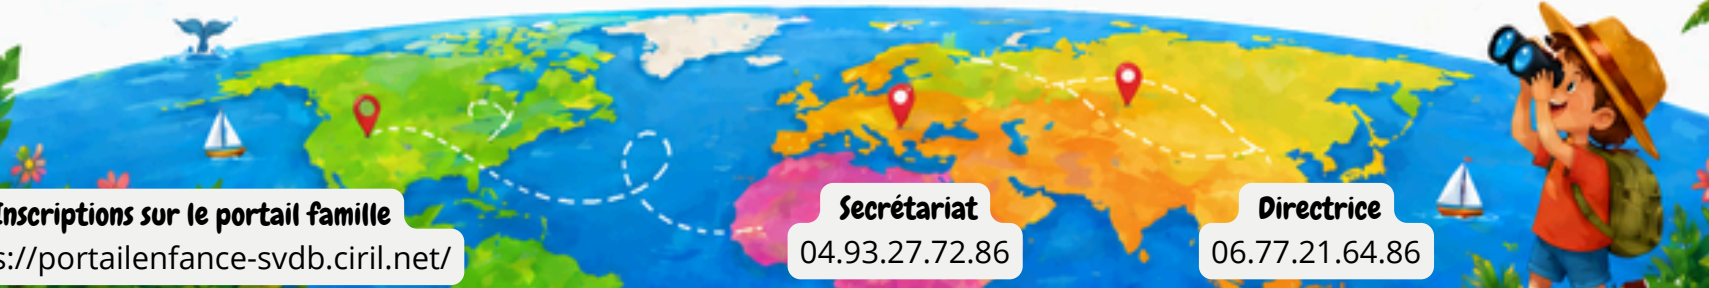 Inscriptions sur le portail famille
s://portailenfance-svdb.ciril.net/
Secrétariat
04.93.27.72.86
Directrice
06.77.21.64.86